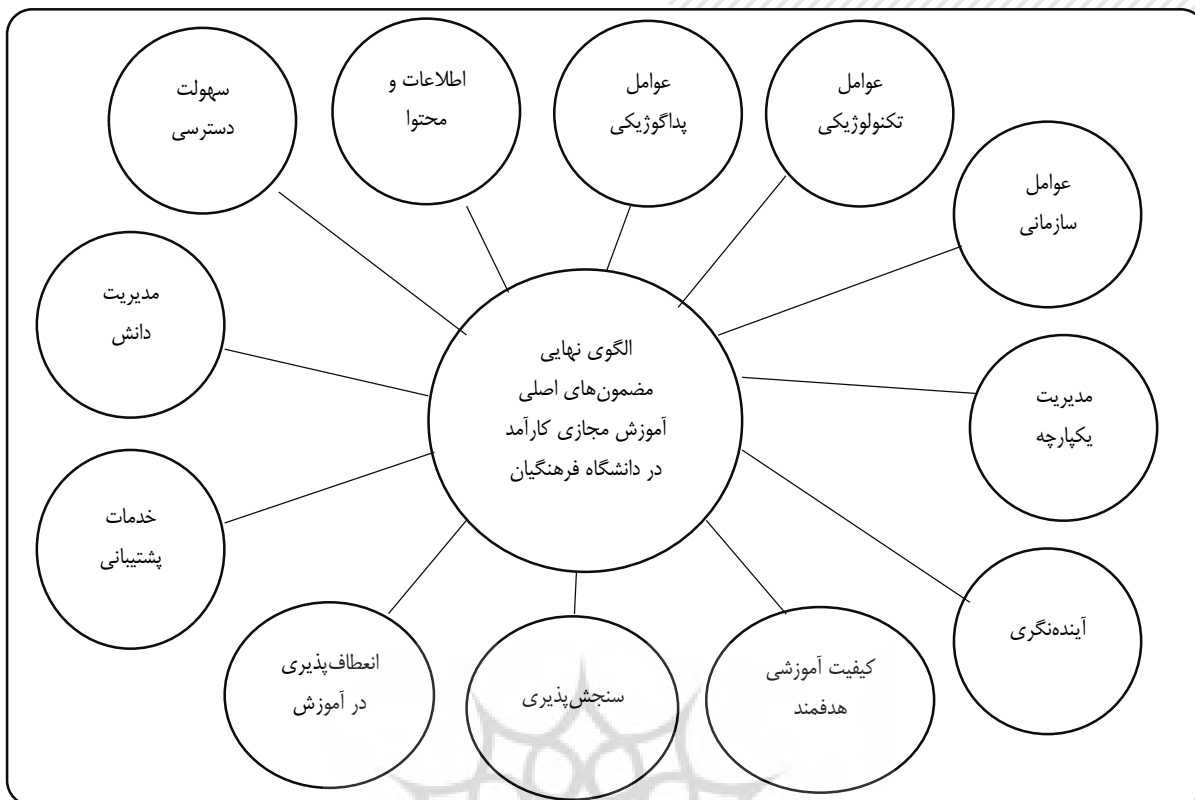 عوامل
تکنولوژیکی
عوامل
پداگوژیکی
اطلاعات و
محتوا
سهولت
دسترسی
عوامل
سازمانی
مدیریت
دانش
الگوی نهایی
مضمون‌های اصلی
آموزش مجازی کارآمد
در دانشگاه فرهنگیان
مدیریت
یکپارچه
خدمات
پشتیبانی
آینده‌نگری
کیفیت آموزشی
هدفمند
سنجش‌پذیری
انعطاف‌پذیری
در آموزش